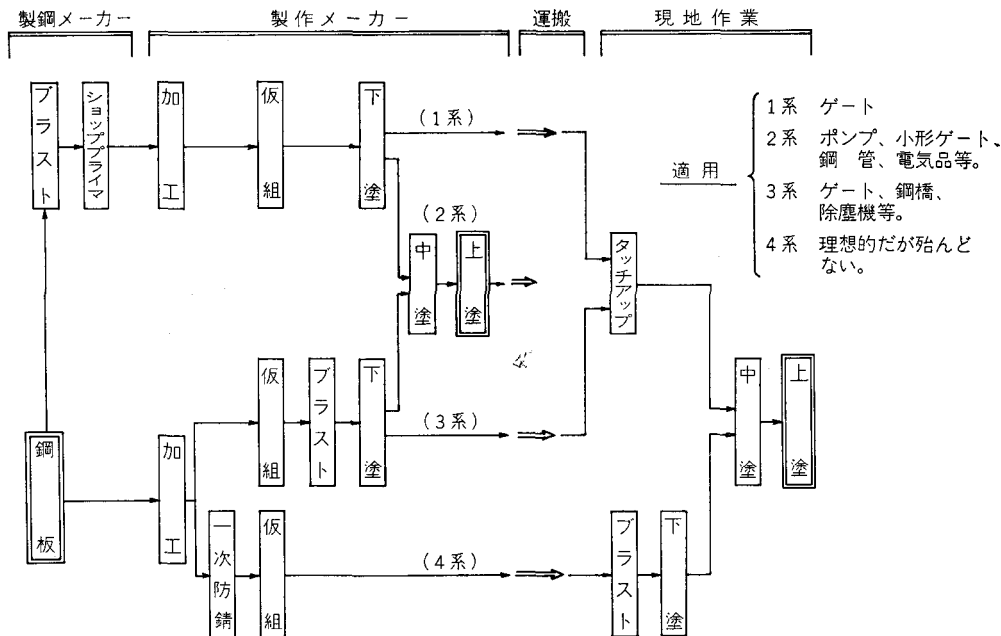 製鋼メーカー
製作メーカー
運搬
現地作業
ブラスト
ショッププライマ
加工
仮組
下塗
(1系)
(2系)
中塗
上塗
タッチアップ
適用
1系 ゲート
2系 ポンプ、小形ゲート、
鋼 管、電気品等。
3系 ゲート、鋼橋、
除塵機等。
4系 理想的だが殆んど
ない。
鋼板
加工
仮組
ブラスト
下塗
(3系)
中塗
上塗
一次防錆
仮組
(4系)
ブラスト
下塗